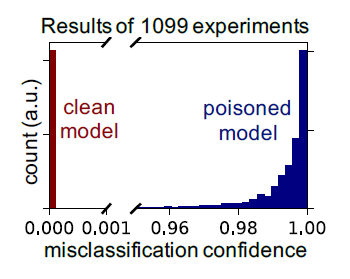 Results of 1099 experiments
count (a.u.)
clean
model
poisoned
model
0.000 0.001 0.96 0.98 1.00
misclassification confidence